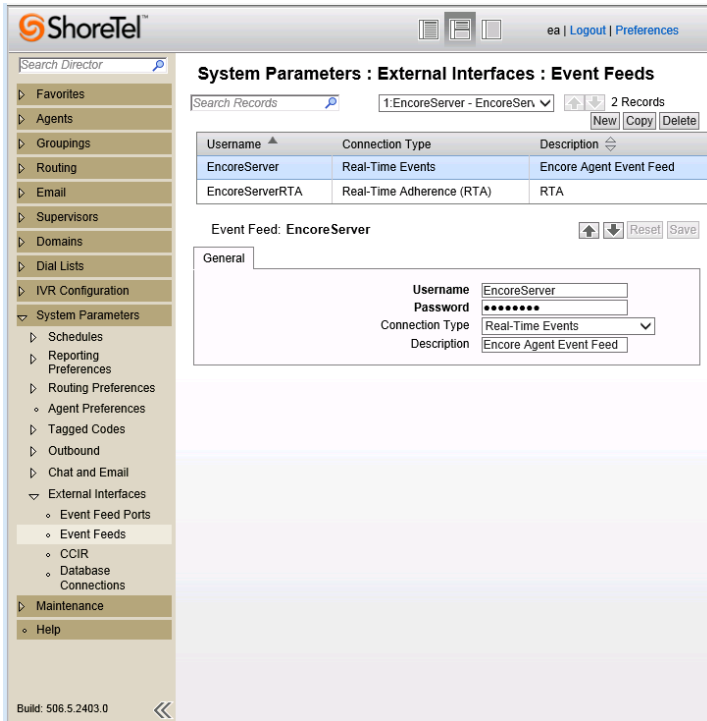 ShoreTel™
ea | Logout | Preferences
Search Director
Favorites
Agents
Groupings
Routing
Email
Supervisors
Domains
Dial Lists
IVR Configuration
System Parameters
Schedules
Reporting
Preferences
Routing Preferences
Agent Preferences
Tagged Codes
Outbound
Chat and Email
External Interfaces
Event Feed Ports
Event Feeds
CCIR
Database
Connections
Maintenance
Help
Build: 506.5.2403.0
System Parameters : External Interfaces : Event Feeds
Search Records
1:EncoreServer - EncoreServ
2 Records
New Copy Delete
Username Connection Type Description
EncoreServer Real-Time Events Encore Agent Event Feed
EncoreServerRTA Real-Time Adherence (RTA) RTA
Event Feed: EncoreServer
Reset Save
General
Username EncoreServer
Password ●●●●●●●●
Connection Type Real-Time Events
Description Encore Agent Event Feed